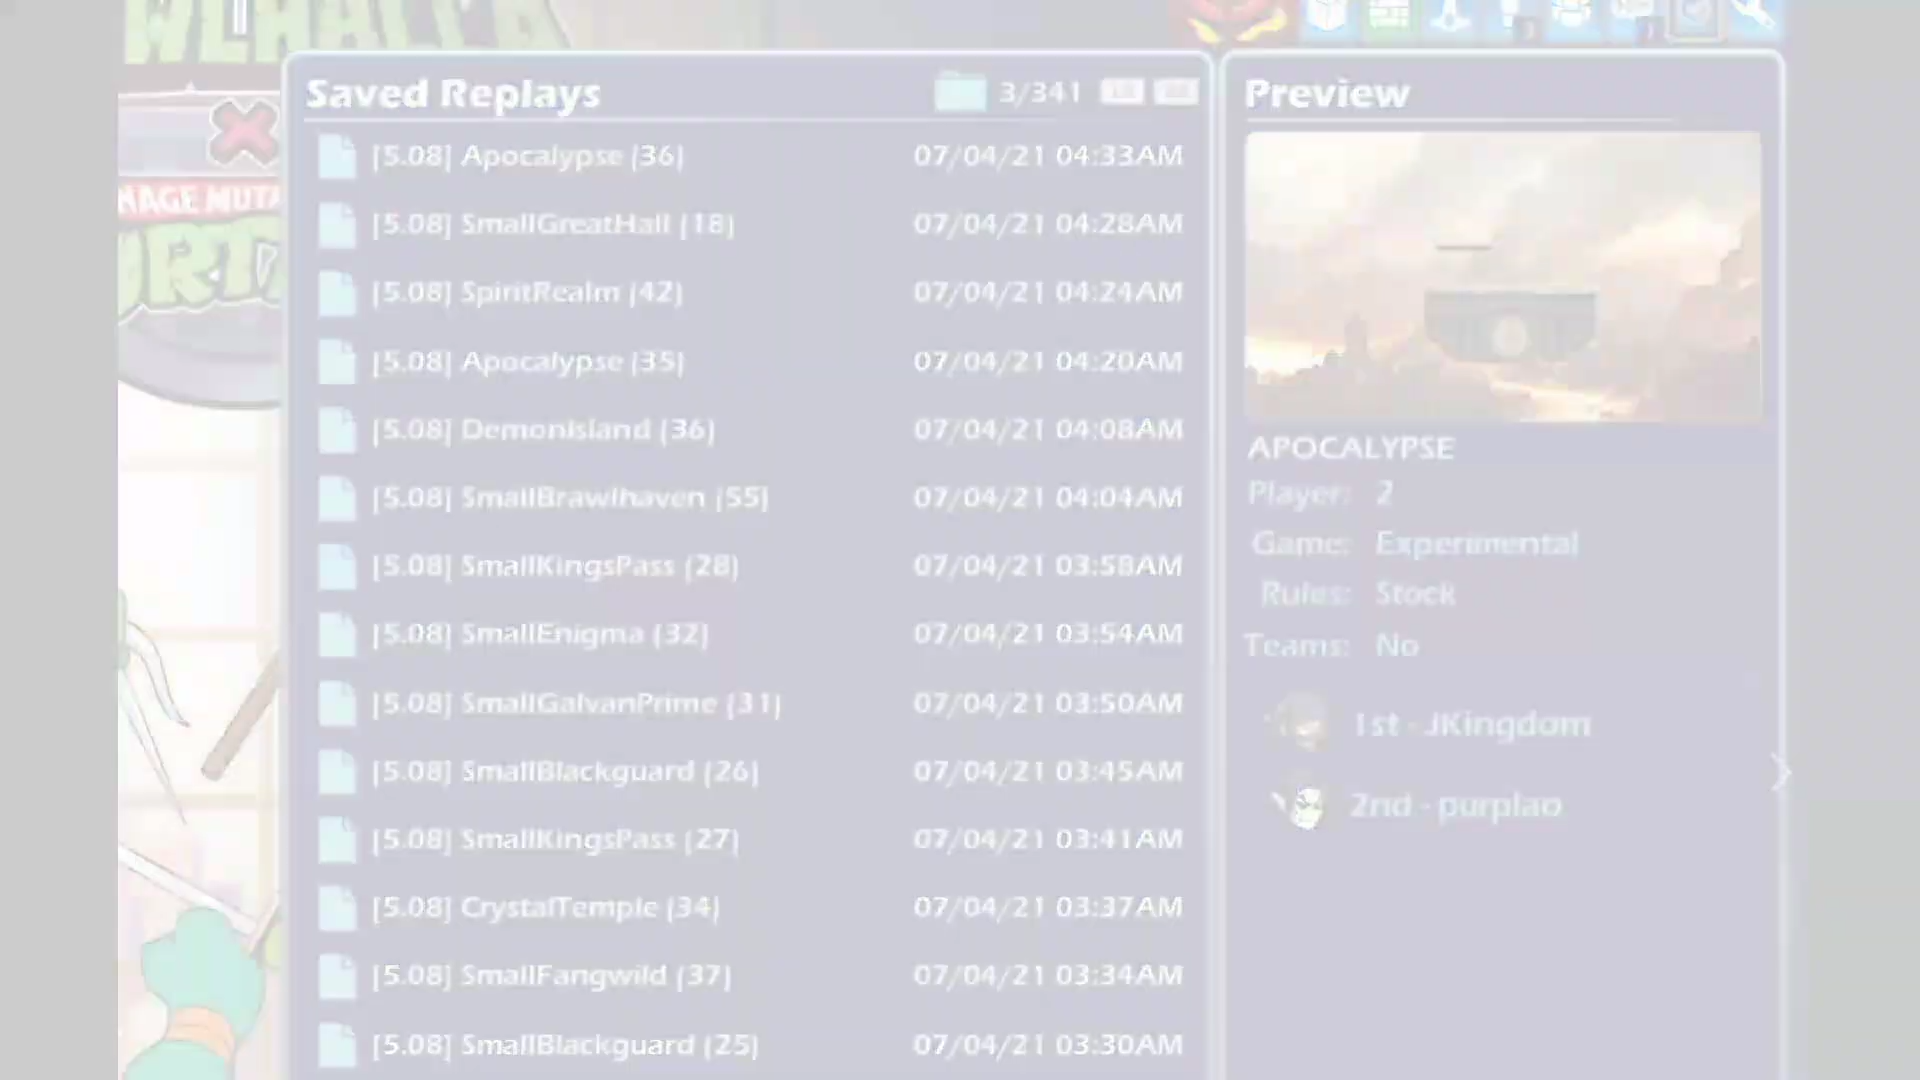 WLHALLA
NAGE MUTA
URT
Saved Replays
3/341
[5.08] Apocalypse (36) 07/04/21 04:33AM
[5.08] SmallGreatHall (18) 07/04/21 04:28AM
[5.08] SpiritRealm (42) 07/04/21 04:24AM
[5.08] Apocalypse (35) 07/04/21 04:20AM
[5.08] DemonIsland (36) 07/04/21 04:08AM
[5.08] SmallBrawlhaven (55) 07/04/21 04:04AM
[5.08] SmallKingsPass (28) 07/04/21 03:58AM
[5.08] SmallEnigma (32) 07/04/21 03:54AM
[5.08] SmallGalvanPrime (31) 07/04/21 03:50AM
[5.08] SmallBlackguard (26) 07/04/21 03:45AM
[5.08] SmallKingsPass (27) 07/04/21 03:41AM
[5.08] CrystalTemple (34) 07/04/21 03:37AM
[5.08] SmallFangwild (37) 07/04/21 03:34AM
[5.08] SmallBlackguard (25) 07/04/21 03:30AM
Preview
APOCALYPSE
Player: 2
Game: Experimental
Rules: Stock
Teams: No
1st - JKingdom
2nd - purplao